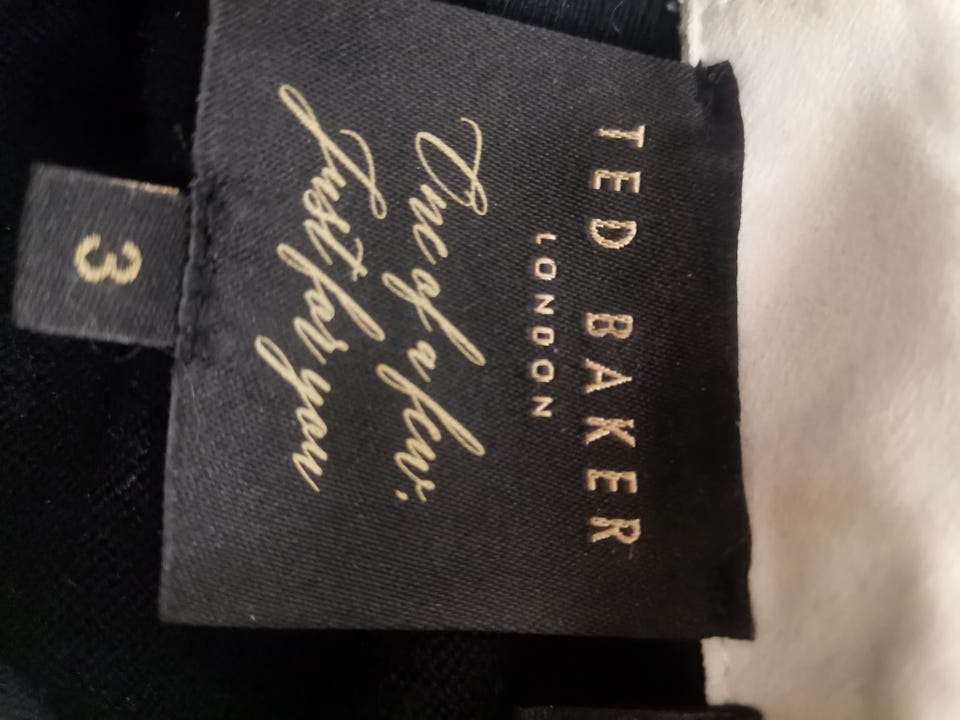 TED BAKER
LONDON
One of a few.
Just for you
3